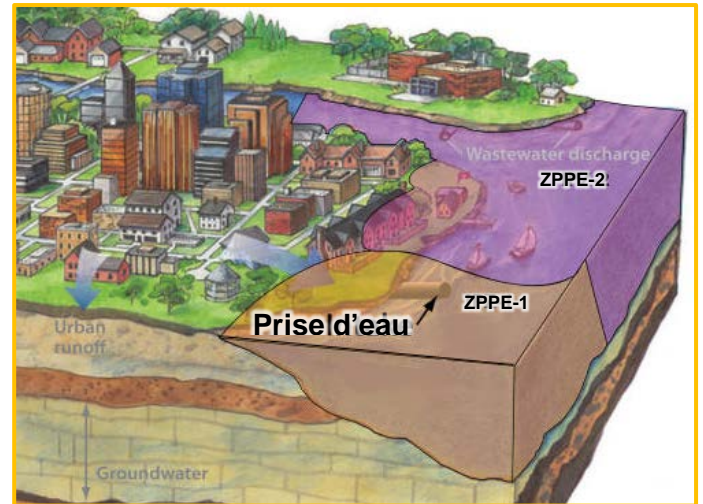 Wastewater discharge
ZPPE-2
ZPPE-1
Prise d'eau
Urban
runoff
Groundwater